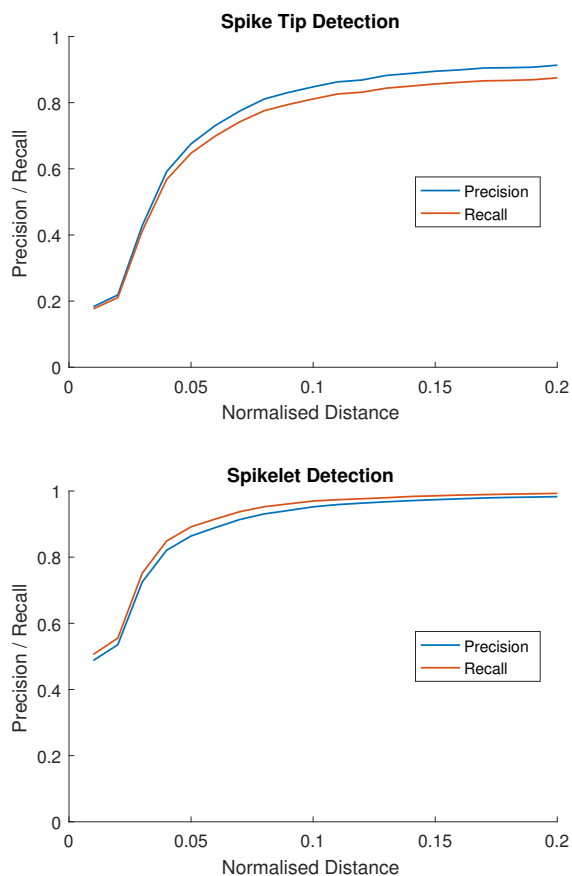 Spike Tip Detection
1
0.8
0.6
0.4
0.2
0
Precision / Recall
Precision
Recall
0 0.05 0.1 0.15 0.2
Normalised Distance
Spikelet Detection
1
0.8
0.6
0.4
0.2
0
Precision / Recall
Precision
Recall
0 0.05 0.1 0.15 0.2
Normalised Distance